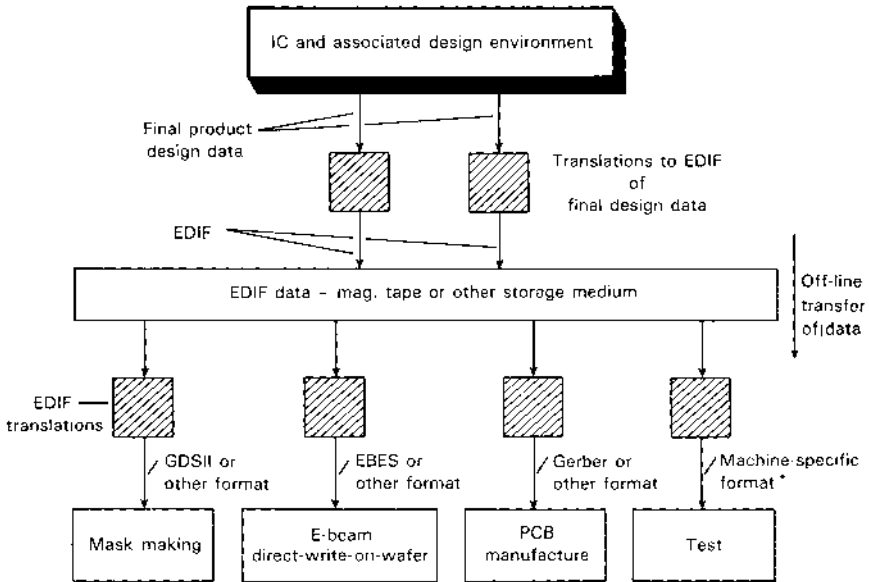 IC and associated design environment
Final product
design data
Translations to EDIF
of
final design data
EDIF
EDIF data – mag. tape or other storage medium
Off-line
transfer
of data
EDIF
translations
GDSII or
other format
EBES or
other format
Gerber or
other format
Machine-specific
format*
Mask making
E-beam
direct-write-on-wafer
PCB
manufacture
Test